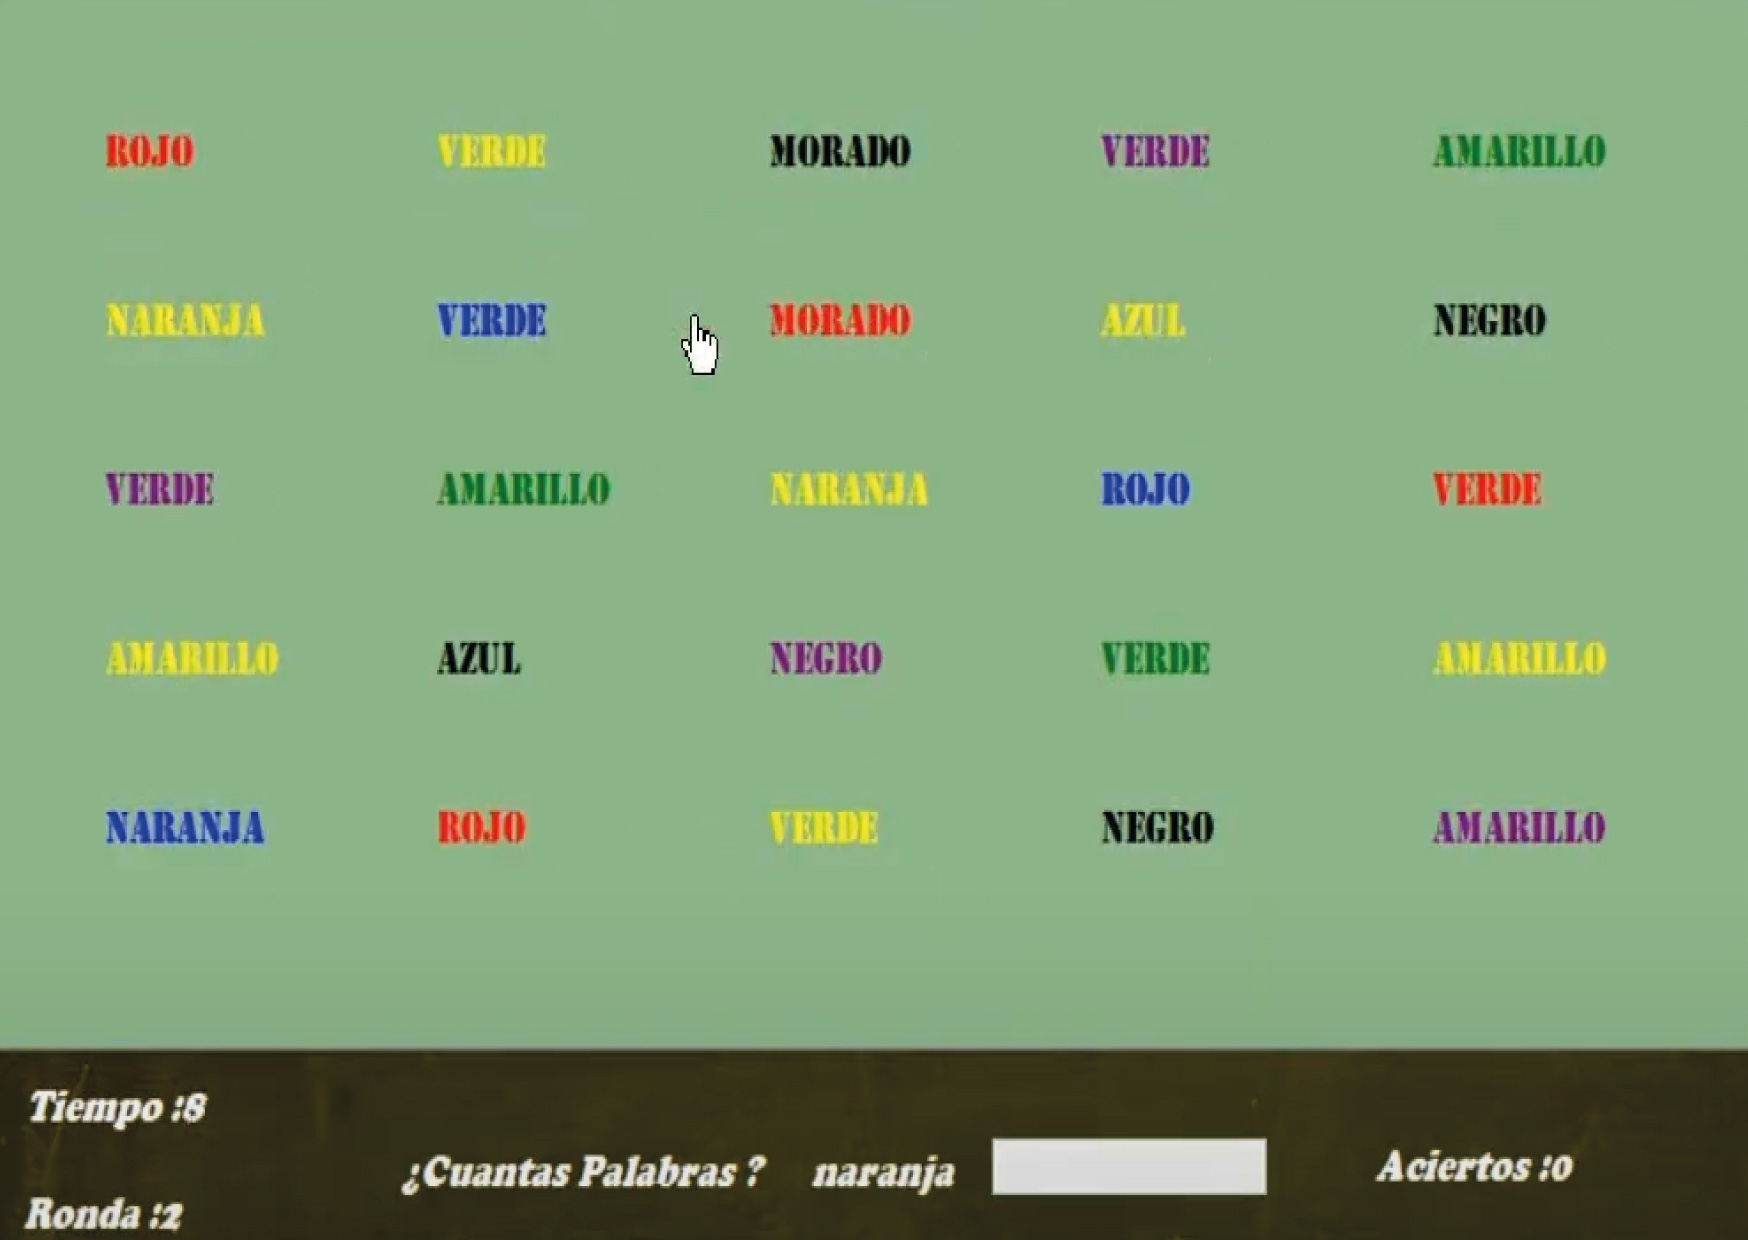 ROJO VERDE MORADO VERDE AMARILLO
NARANJA VERDE MORADO AZUL NEGRO
VERDE AMARILLO NARANJA ROJO VERDE
AMARILLO AZUL NEGRO VERDE AMARILLO
NARANJA ROJO VERDE NEGRO AMARILLO
Tiempo :8
¿Cuantas Palabras ? naranja Aciertos :0
Ronda :2